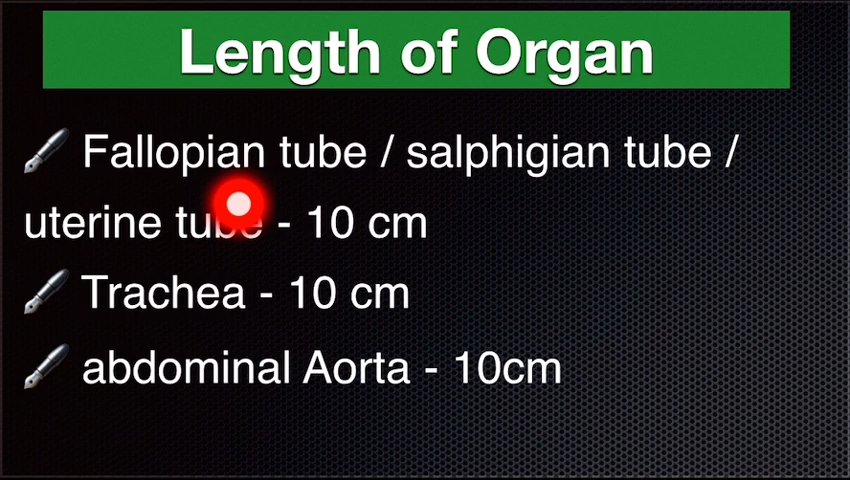 Length of Organ
Fallopian tube / salphigian tube /
uterine tube - 10 cm
Trachea - 10 cm
abdominal Aorta - 10cm